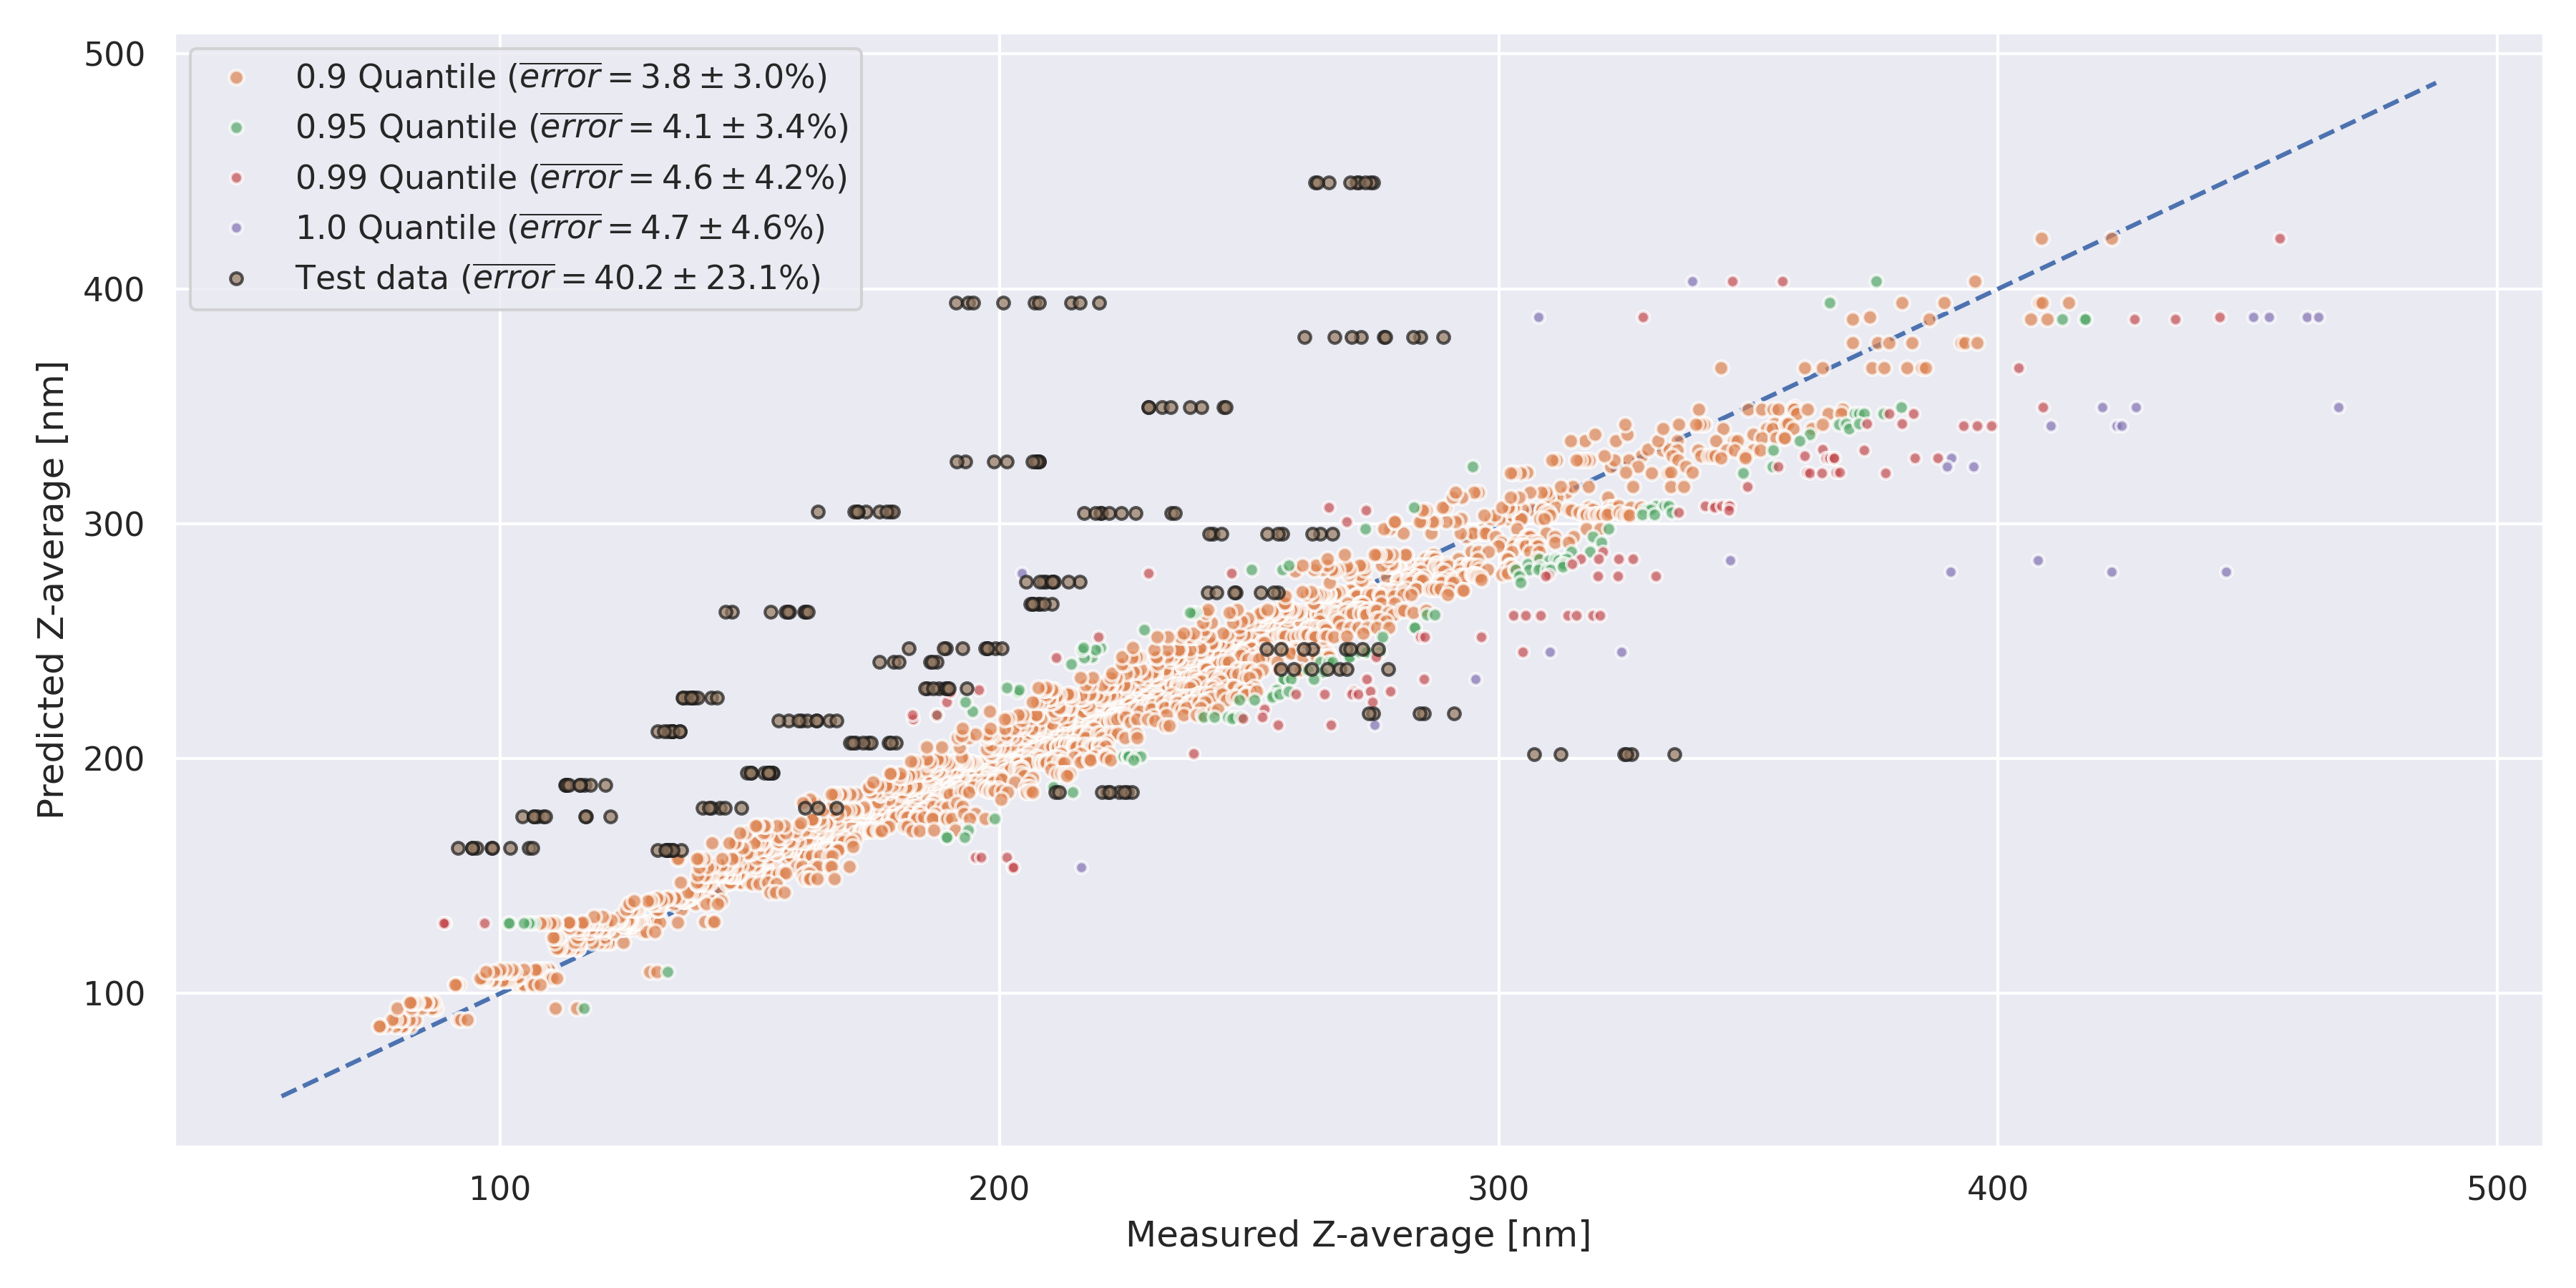 500
400
300
200
100
Predicted Z-average [nm]
0.9 Quantile (error = 3.8 ± 3.0%)
0.95 Quantile (error = 4.1 ± 3.4%)
0.99 Quantile (error = 4.6 ± 4.2%)
1.0 Quantile (error = 4.7 ± 4.6%)
Test data (error = 40.2 ± 23.1%)
100 200 300 400 500
Measured Z-average [nm]